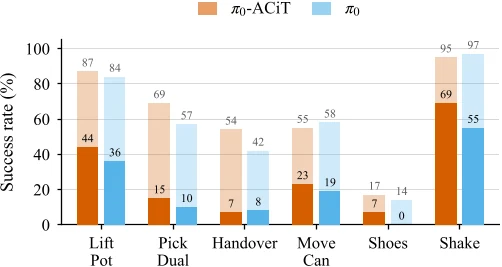 π₀-ACiT π₀
Success rate (%)
100
80
60
40
20
0
87 84 69 57 54 42 55 58 17 14 95 97
44 36 15 10 7 8 23 19 7 0 69 55
Lift Pot
Pick Dual
Handover
Move Can
Shoes
Shake